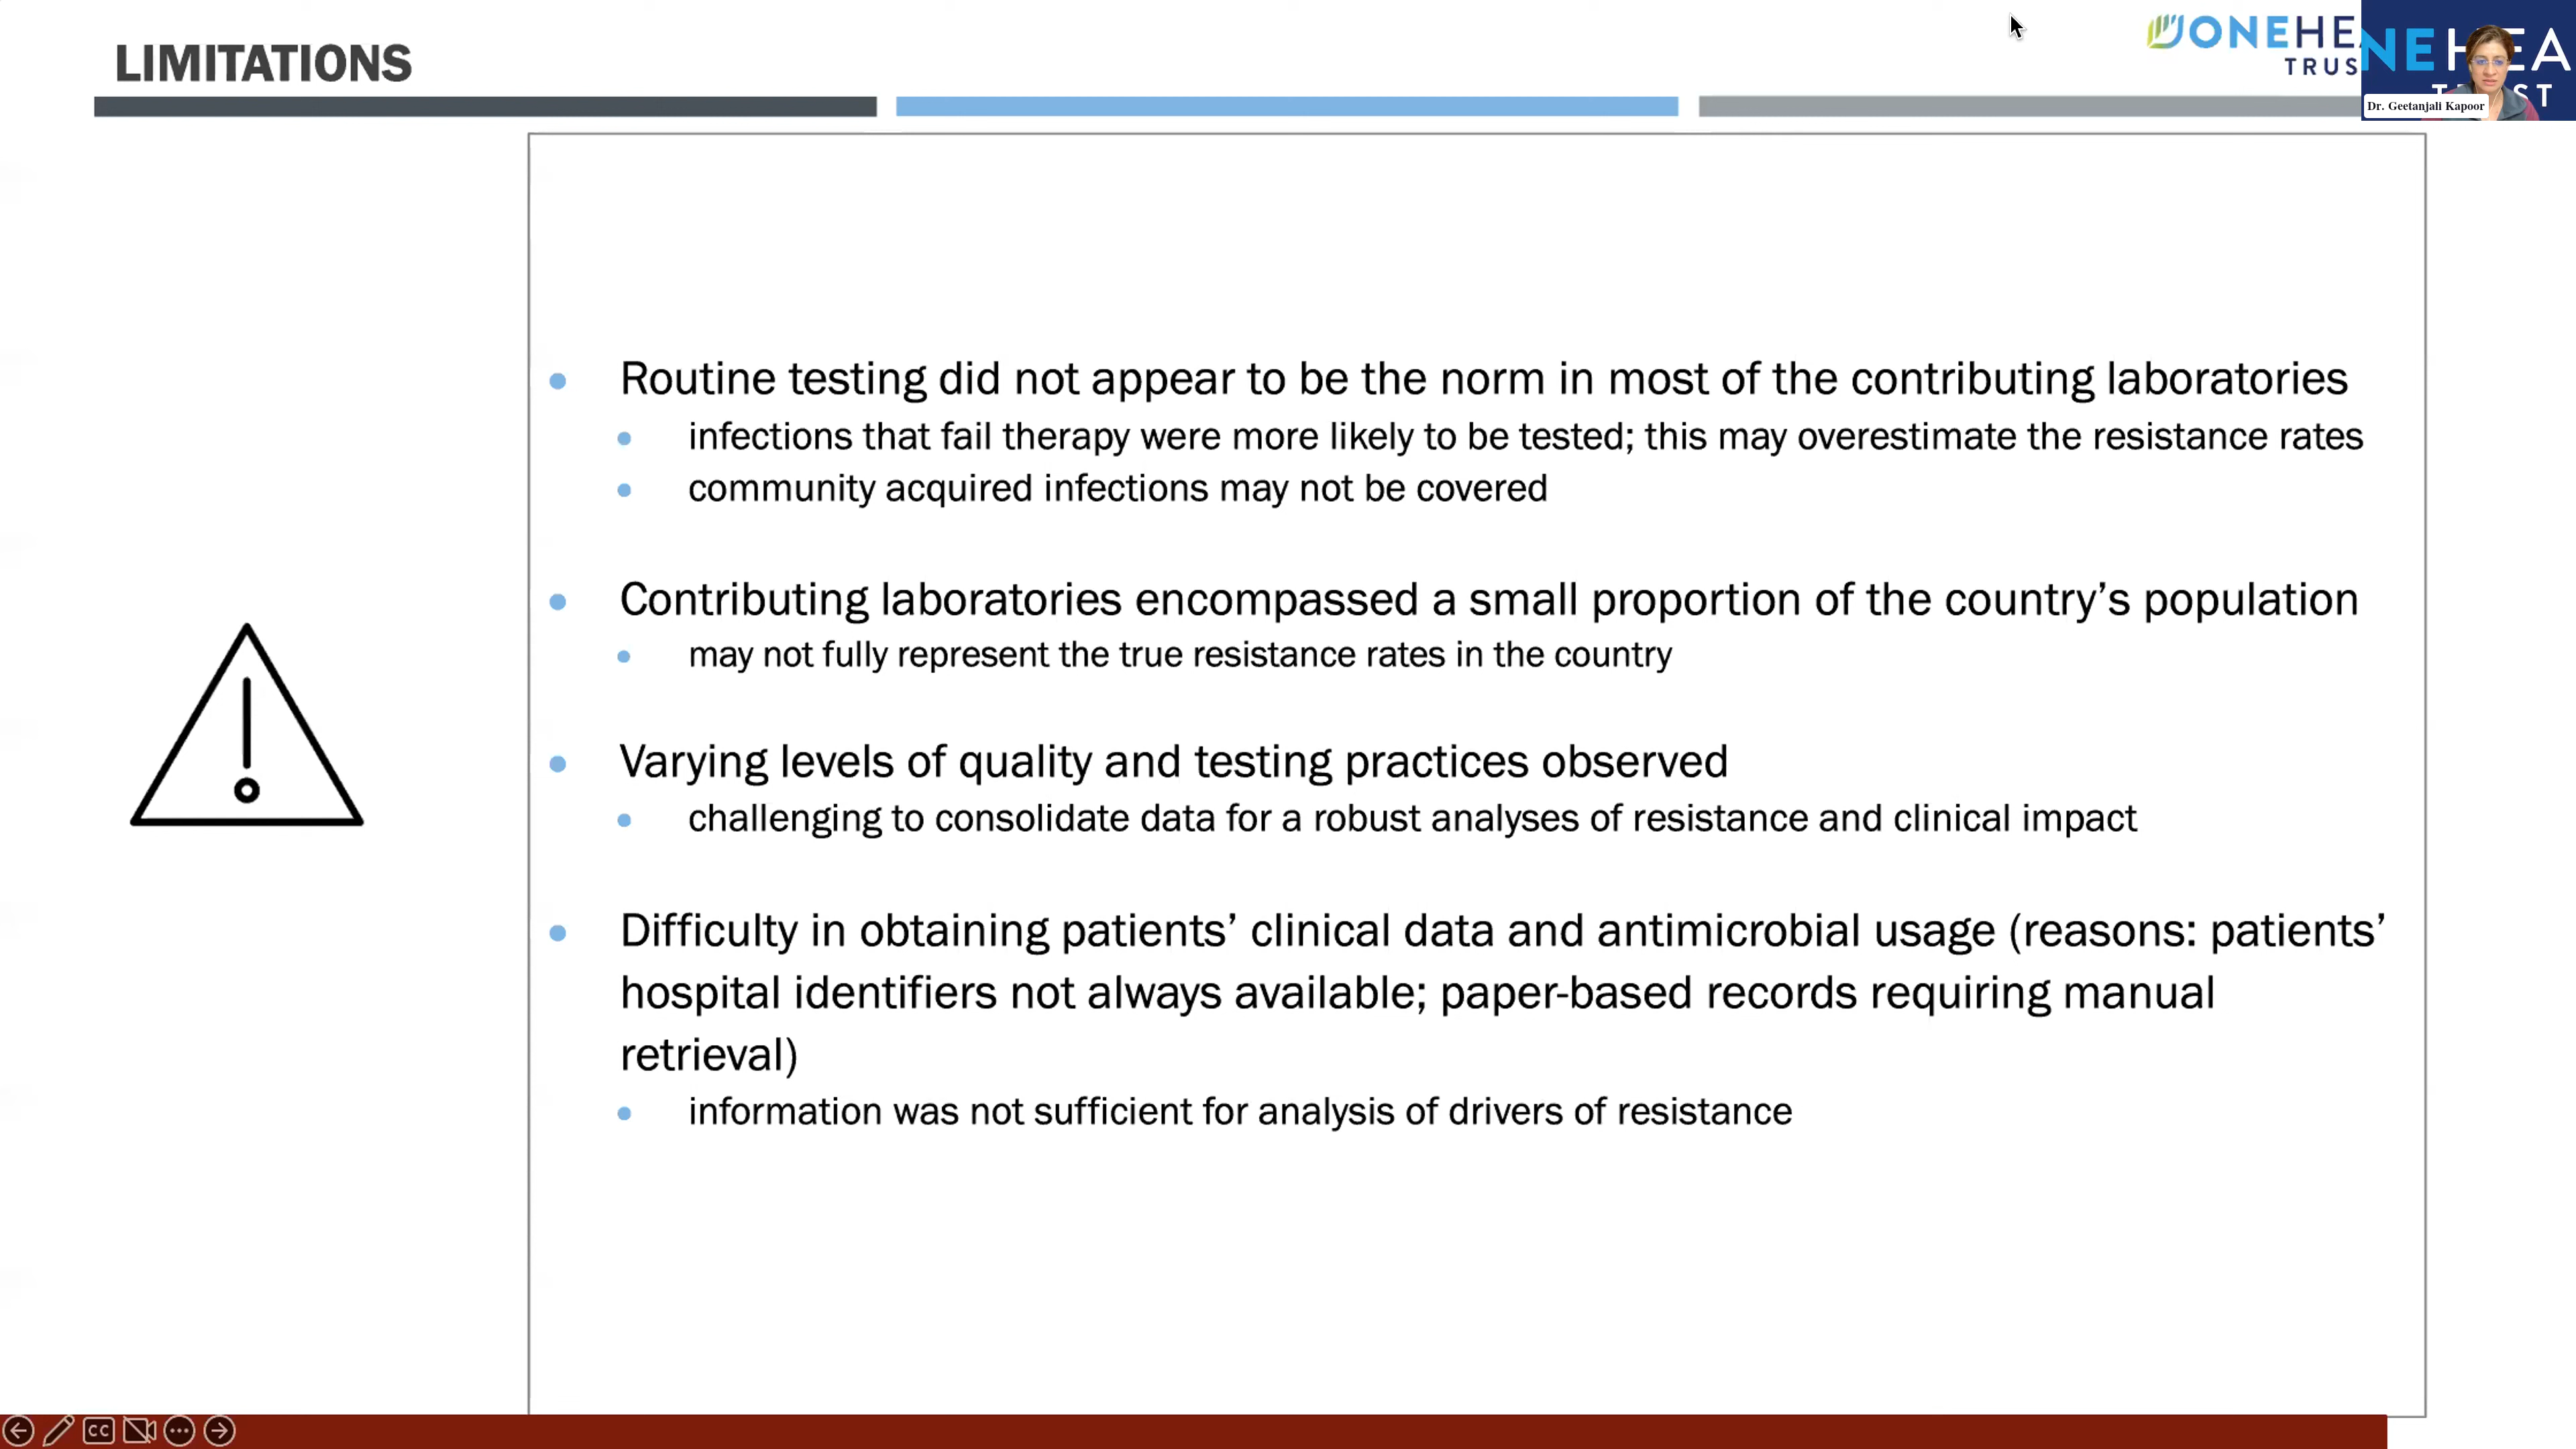 LIMITATIONS
ONEHE
TRUS
NEHEA
Dr. Geetanjali Kapoor
Routine testing did not appear to be the norm in most of the contributing laboratories
infections that fail therapy were more likely to be tested; this may overestimate the resistance rates
community acquired infections may not be covered
Contributing laboratories encompassed a small proportion of the country’s population
may not fully represent the true resistance rates in the country
Varying levels of quality and testing practices observed
challenging to consolidate data for a robust analyses of resistance and clinical impact
Difficulty in obtaining patients’ clinical data and antimicrobial usage (reasons: patients’
hospital identifiers not always available; paper-based records requiring manual
retrieval)
information was not sufficient for analysis of drivers of resistance
CC